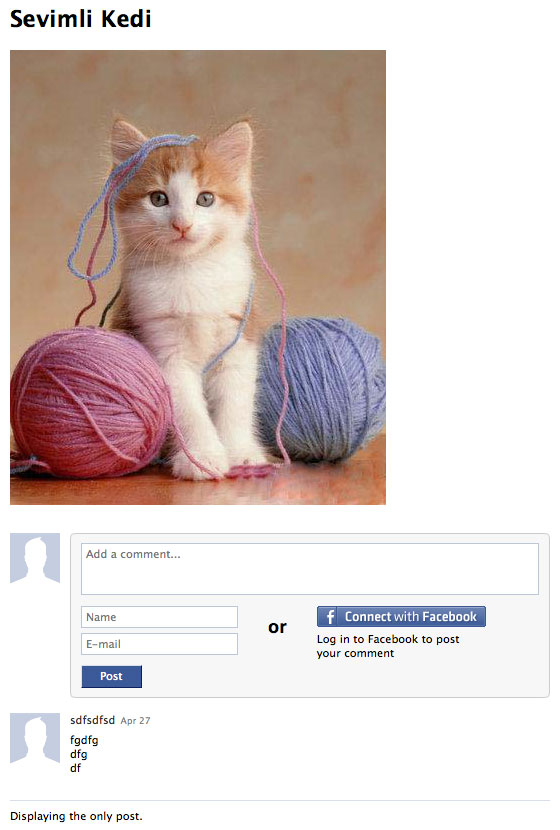 Sevimli Kedi
Add a comment...
Name
E-mail
Post
or
f Connect with Facebook
Log in to Facebook to post
your comment
sdfsdfsd Apr 27
fgdfg
dfg
df
Displaying the only post.